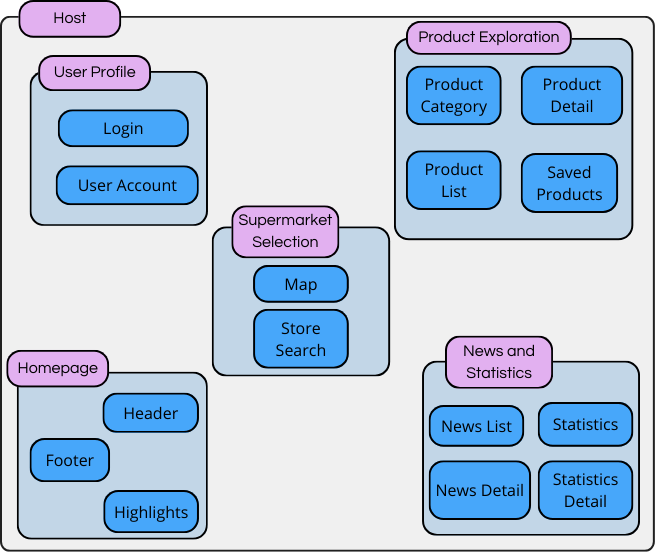 Host
User Profile
Login
User Account
Product Exploration
Product
Category
Product
Detail
Product
List
Saved
Products
Supermarket
Selection
Map
Store
Search
Homepage
Header
Footer
Highlights
News and
Statistics
News List
Statistics
News Detail
Statistics
Detail